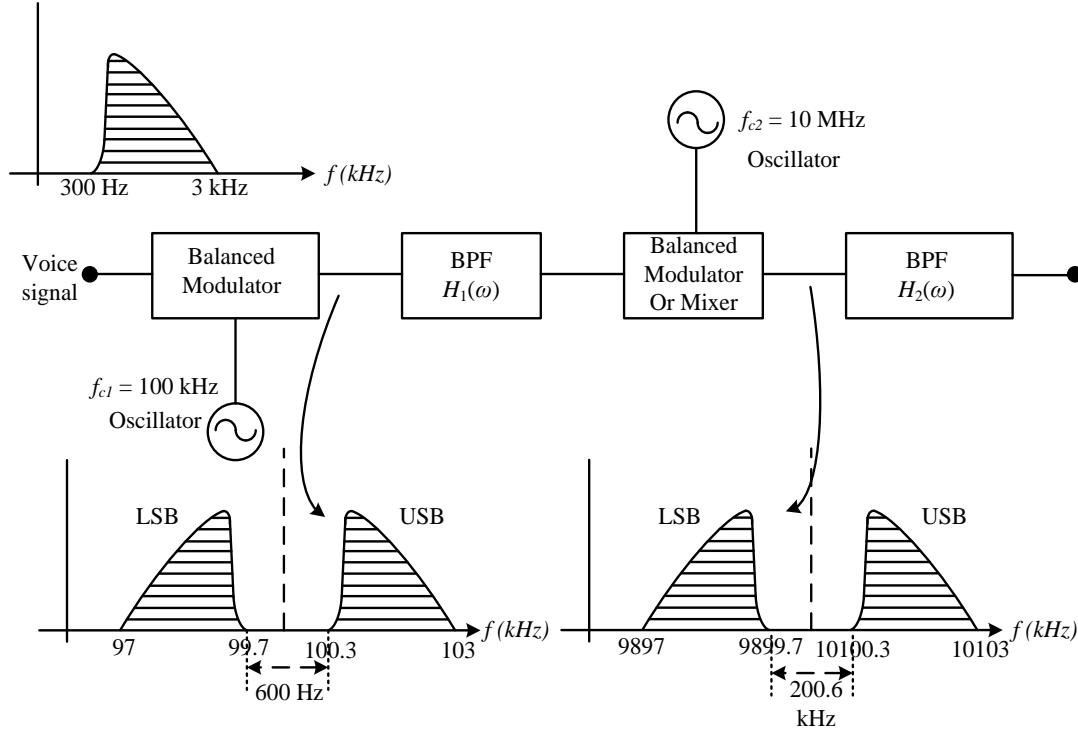 300 Hz
3 kHz
f (kHz)
f_c2 = 10 MHz
Oscillator
Voice
signal
Balanced
Modulator
BPF
H₁(ω)
Balanced
Modulator
Or Mixer
BPF
H₂(ω)
f_c1 = 100 kHz
Oscillator
LSB
USB
97
99.7
100.3
103
f (kHz)
600 Hz
LSB
USB
9897
9899.7
10100.3
10103
f (kHz)
200.6
kHz